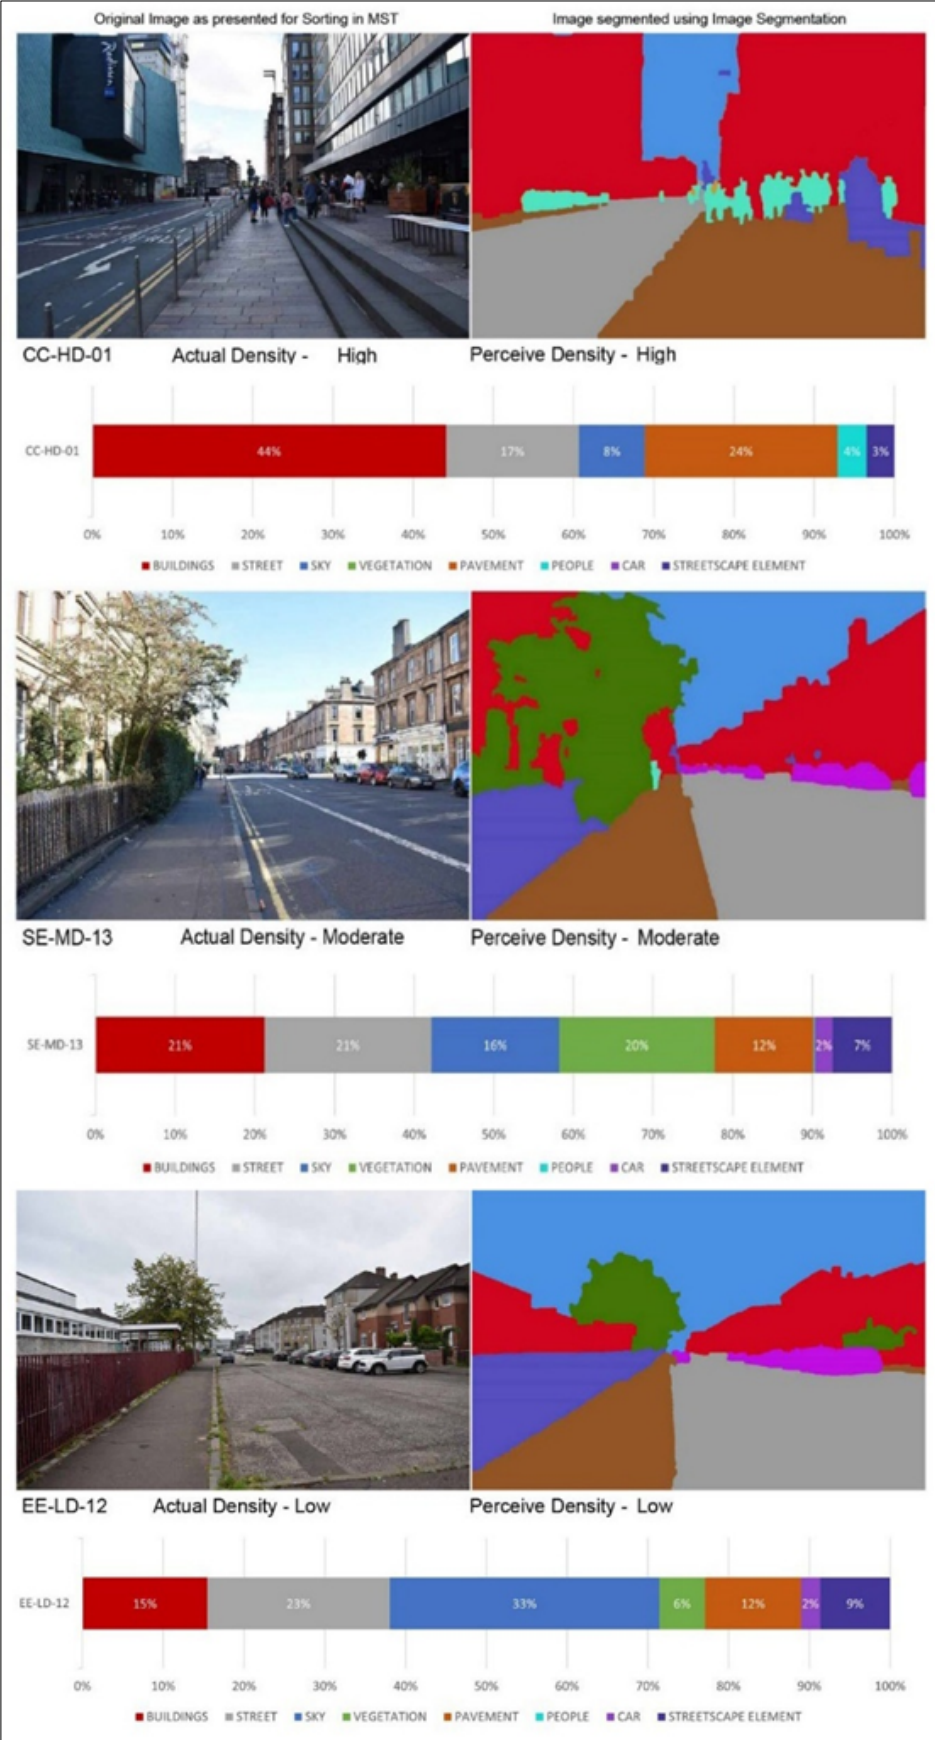 Original Image as presented for Sorting in MST Image segmented using Image Segmentation
CC-HD-01 Actual Density - High Perceive Density - High
CC-HD-01 44% 17% 8% 24% 4% 3%
0% 10% 20% 30% 40% 50% 60% 70% 80% 90% 100%
BUILDINGS STREET SKY VEGETATION PAVEMENT PEOPLE CAR STREETSCAPE ELEMENT
SE-MD-13 Actual Density - Moderate Perceive Density - Moderate
SE-MD-13 21% 21% 16% 20% 12% 2% 7%
0% 10% 20% 30% 40% 50% 60% 70% 80% 90% 100%
BUILDINGS STREET SKY VEGETATION PAVEMENT PEOPLE CAR STREETSCAPE ELEMENT
EE-LD-12 Actual Density - Low Perceive Density - Low
EE-LD-12 15% 23% 33% 6% 12% 2% 9%
0% 10% 20% 30% 40% 50% 60% 70% 80% 90% 100%
BUILDINGS STREET SKY VEGETATION PAVEMENT PEOPLE CAR STREETSCAPE ELEMENT